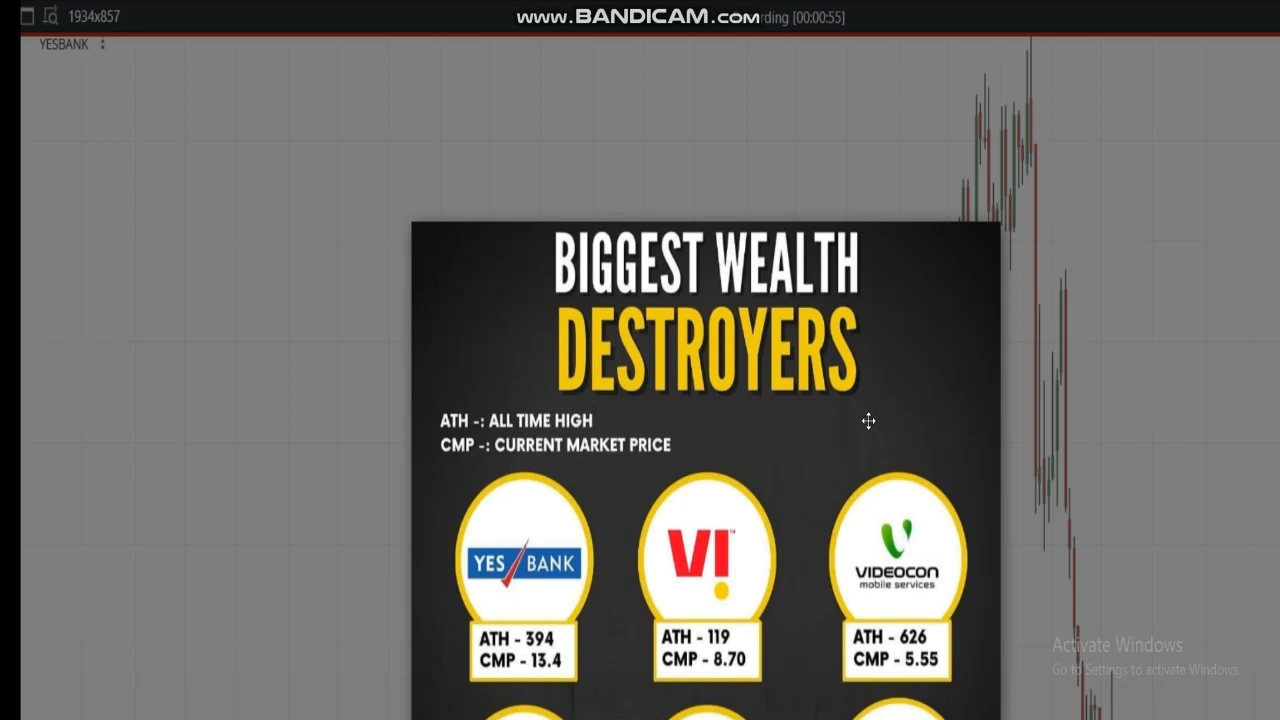 1934x857
www.BANDICAM.com
rding [00:00:55]
YESBANK
BIGGEST WEALTH
DESTROYERS
ATH -: ALL TIME HIGH
CMP -: CURRENT MARKET PRICE
YES BANK
VI
VIDEOCON
mobile services
ATH - 394
CMP - 13.4
ATH - 119
CMP - 8.70
ATH - 626
CMP - 5.55
Activate Windows
Go to Settings to activate Windows.